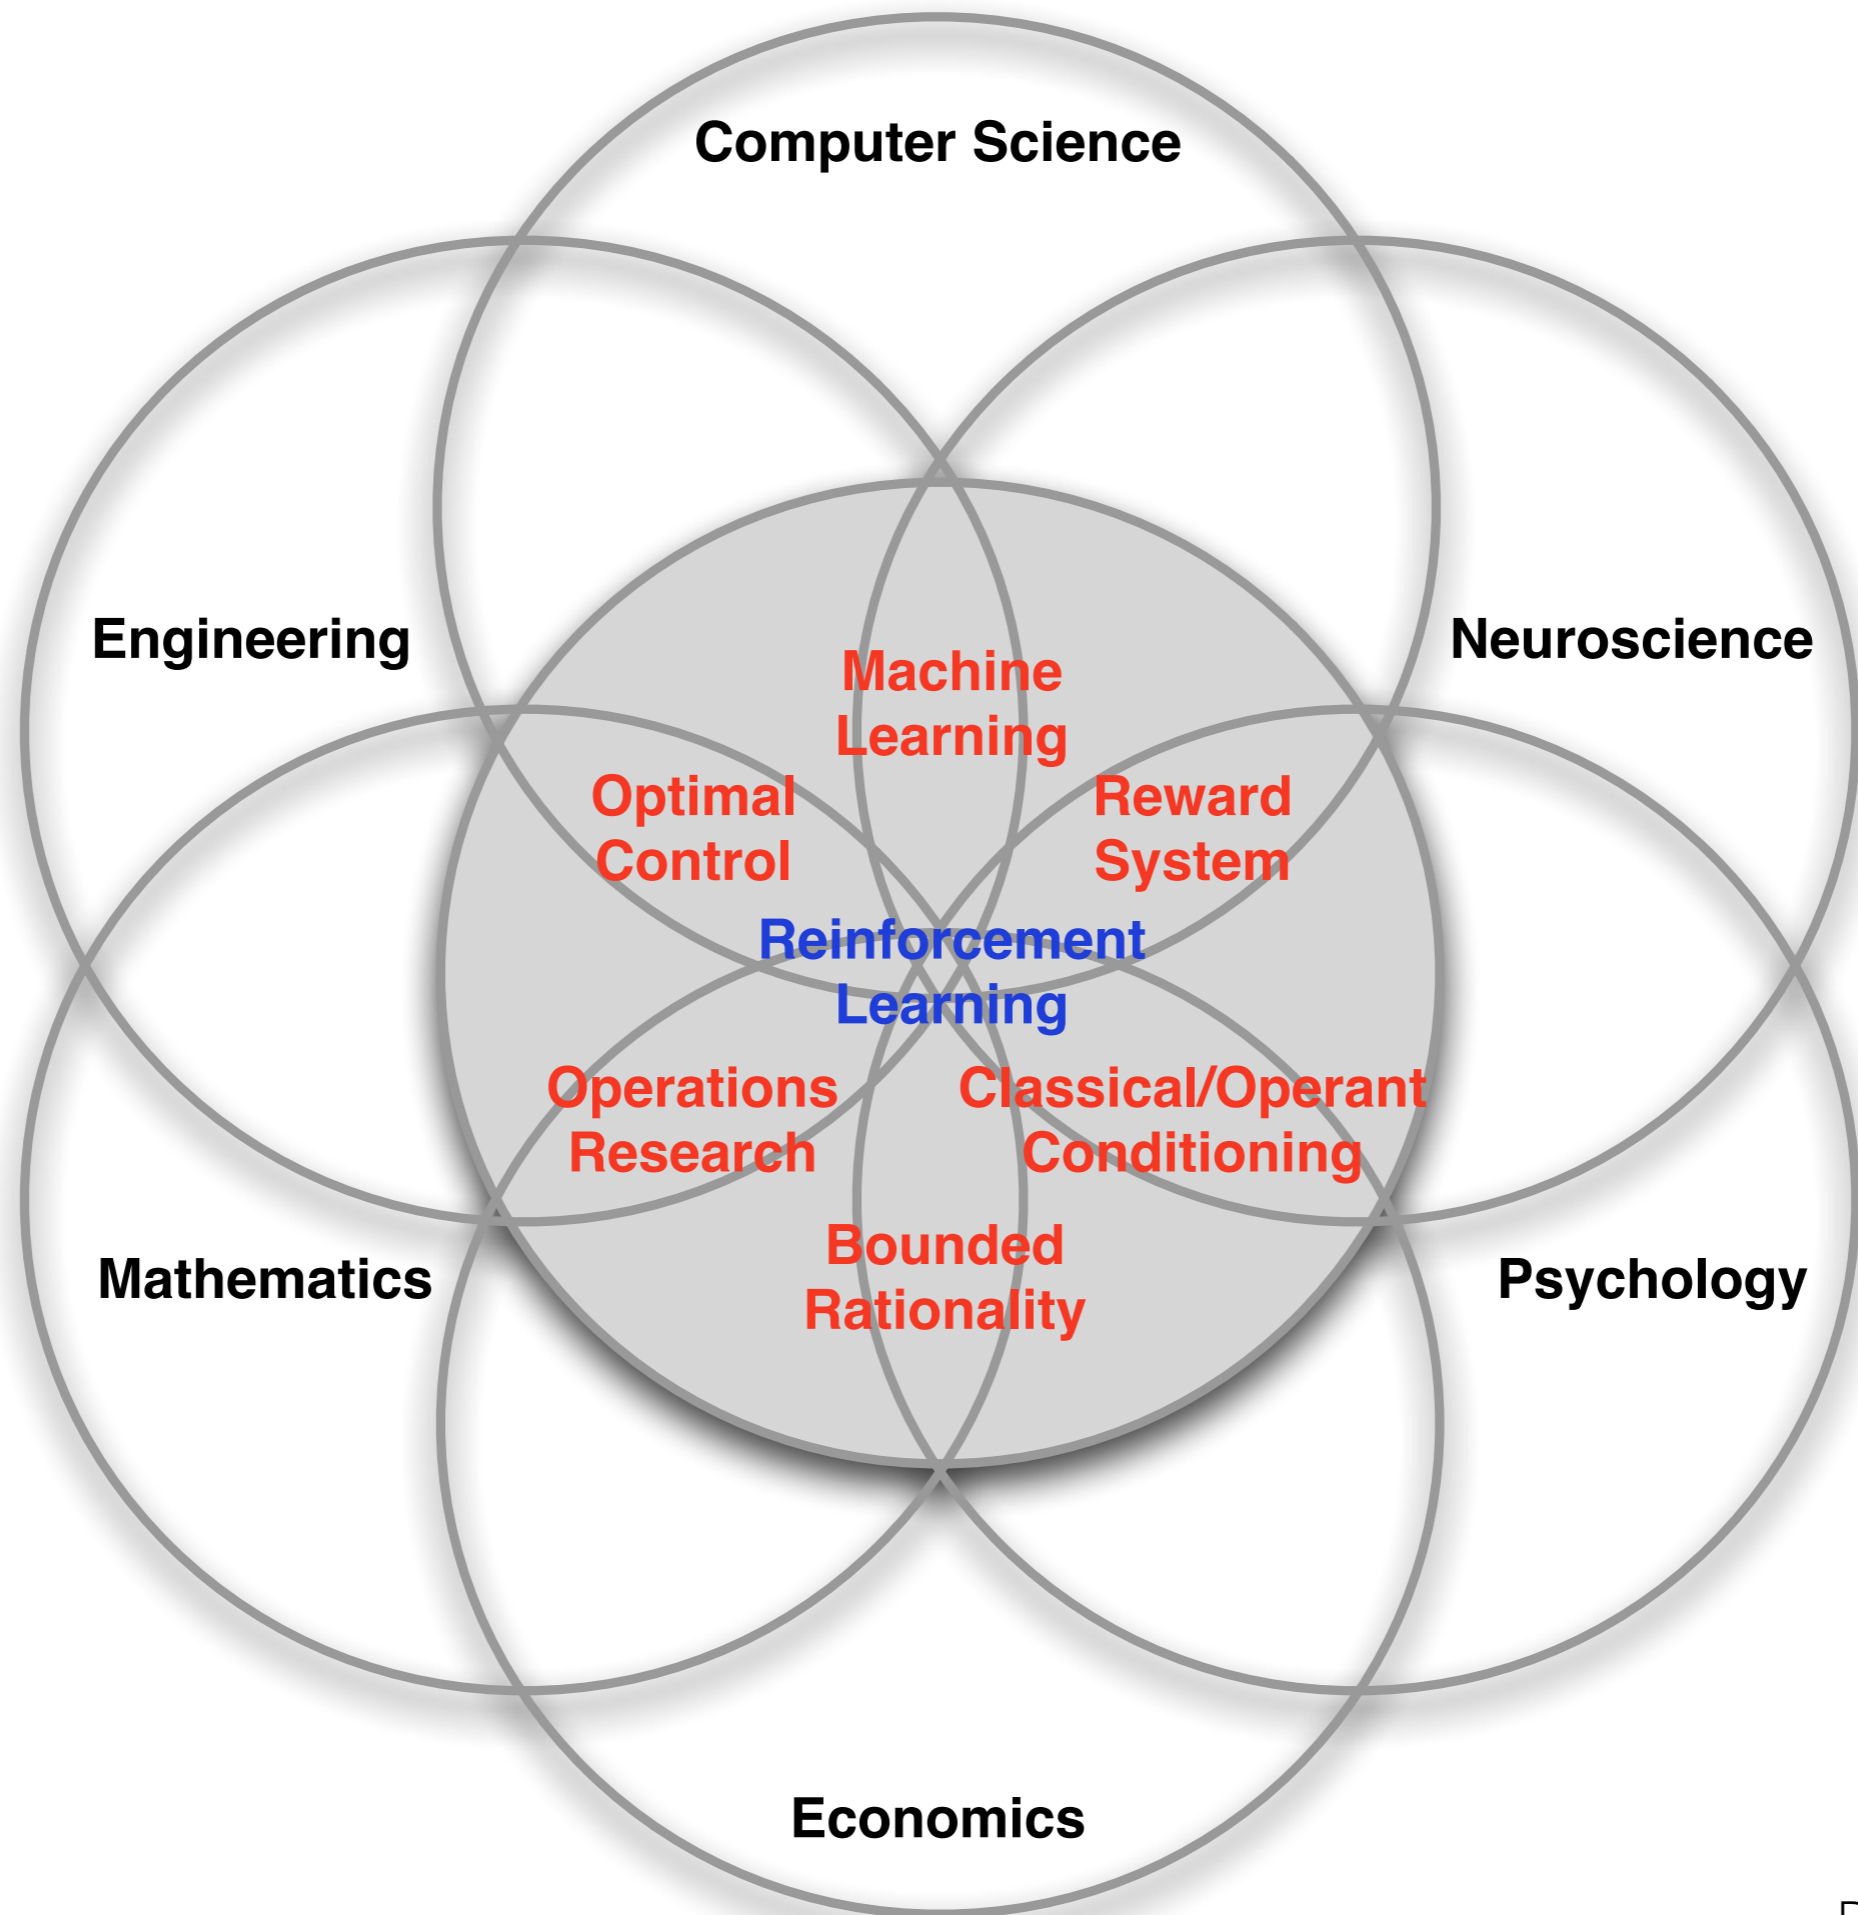 Computer Science
Engineering
Neuroscience
Machine
Learning
Optimal
Control
Reward
System
Reinforcement
Learning
Operations
Research
Classical/Operant
Conditioning
Bounded
Rationality
Mathematics
Psychology
Economics